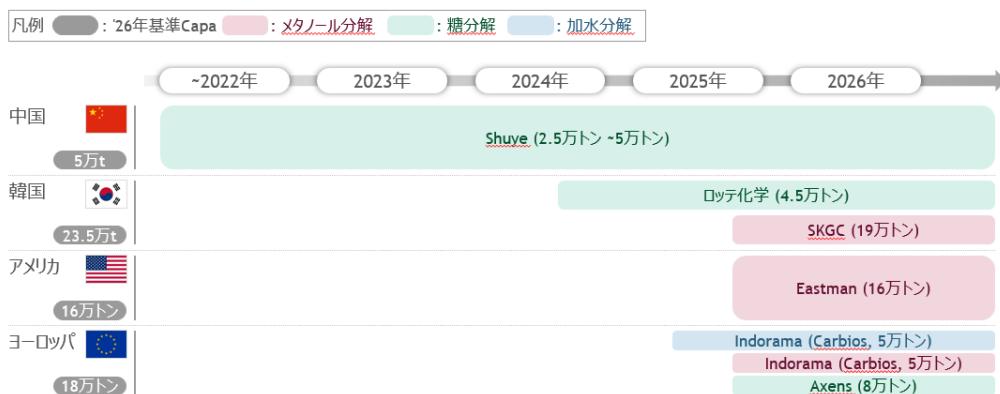 凡例 : '26年基準Capa : メタノール分解 : 糖分解 : 加水分解
~2022年 2023年 2024年 2025年 2026年
中国
5万t
Shuye (2.5万トン ~5万トン)
韓国
23.5万t
ロッテ化学 (4.5万トン)
SKGC (19万トン)
アメリカ
16万トン
Eastman (16万トン)
ヨーロッパ
18万トン
Indorama (Carbios, 5万トン)
Indorama (Carbios, 5万トン)
Axens (8万トン)